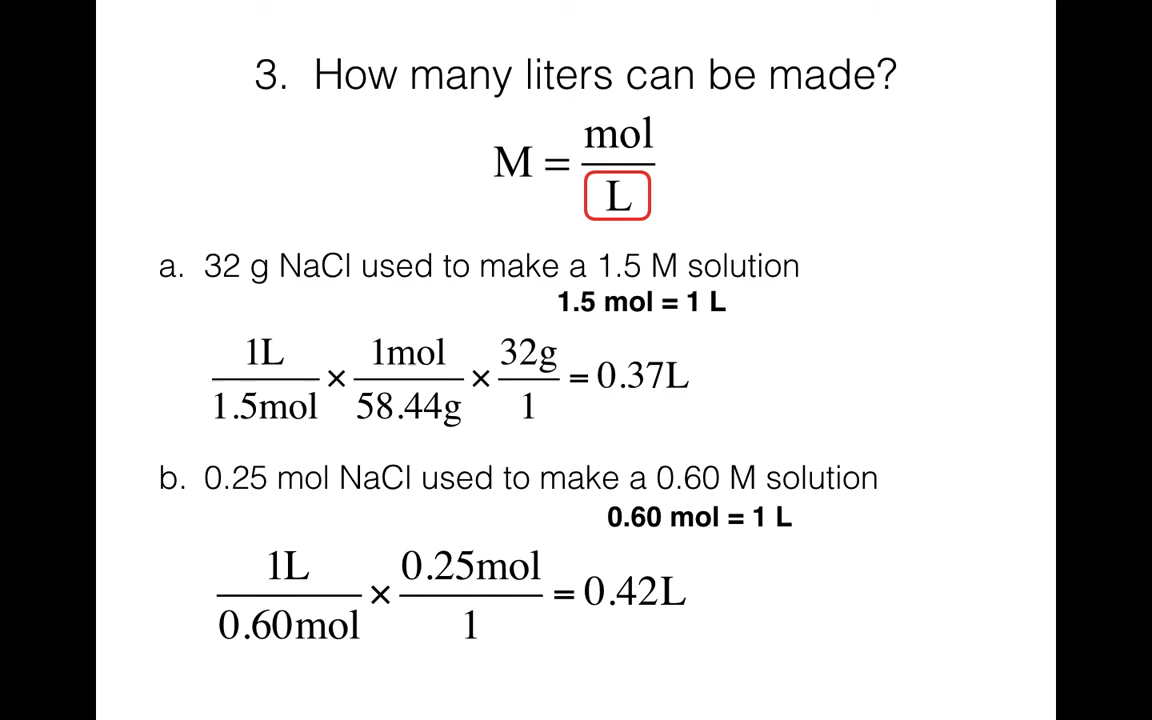 3. How many liters can be made?
M = mol / L
a. 32 g NaCl used to make a 1.5 M solution
1.5 mol = 1 L
1L / 1.5mol × 1mol / 58.44g × 32g / 1 = 0.37L
b. 0.25 mol NaCl used to make a 0.60 M solution
0.60 mol = 1 L
1L / 0.60mol × 0.25mol / 1 = 0.42L